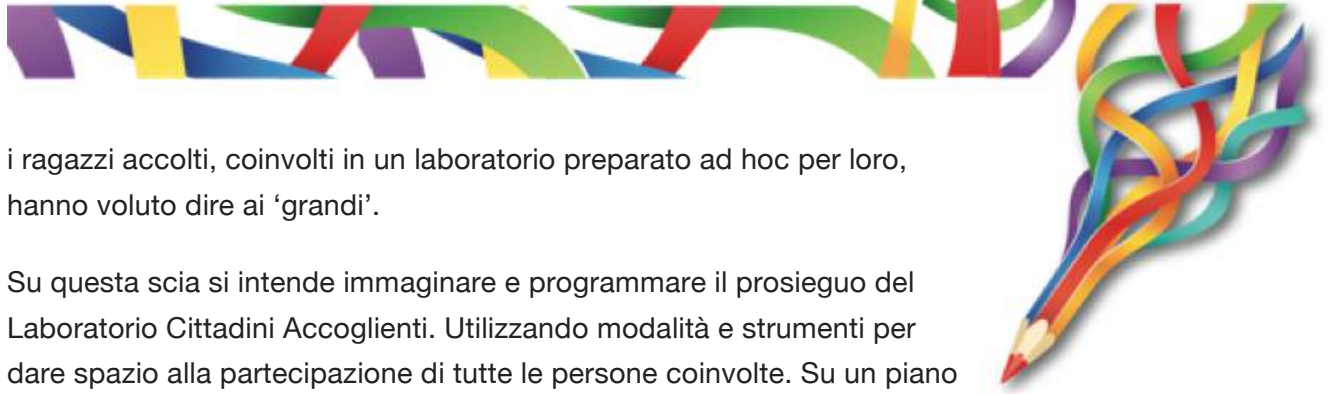 i ragazzi accolti, coinvolti in un laboratorio preparato ad hoc per loro,
hanno voluto dire ai ‘grandi’.
Su questa scia si intende immaginare e programmare il prosieguo del
Laboratorio Cittadini Accoglienti. Utilizzando modalità e strumenti per
dare spazio alla partecipazione di tutte le persone coinvolte. Su un piano